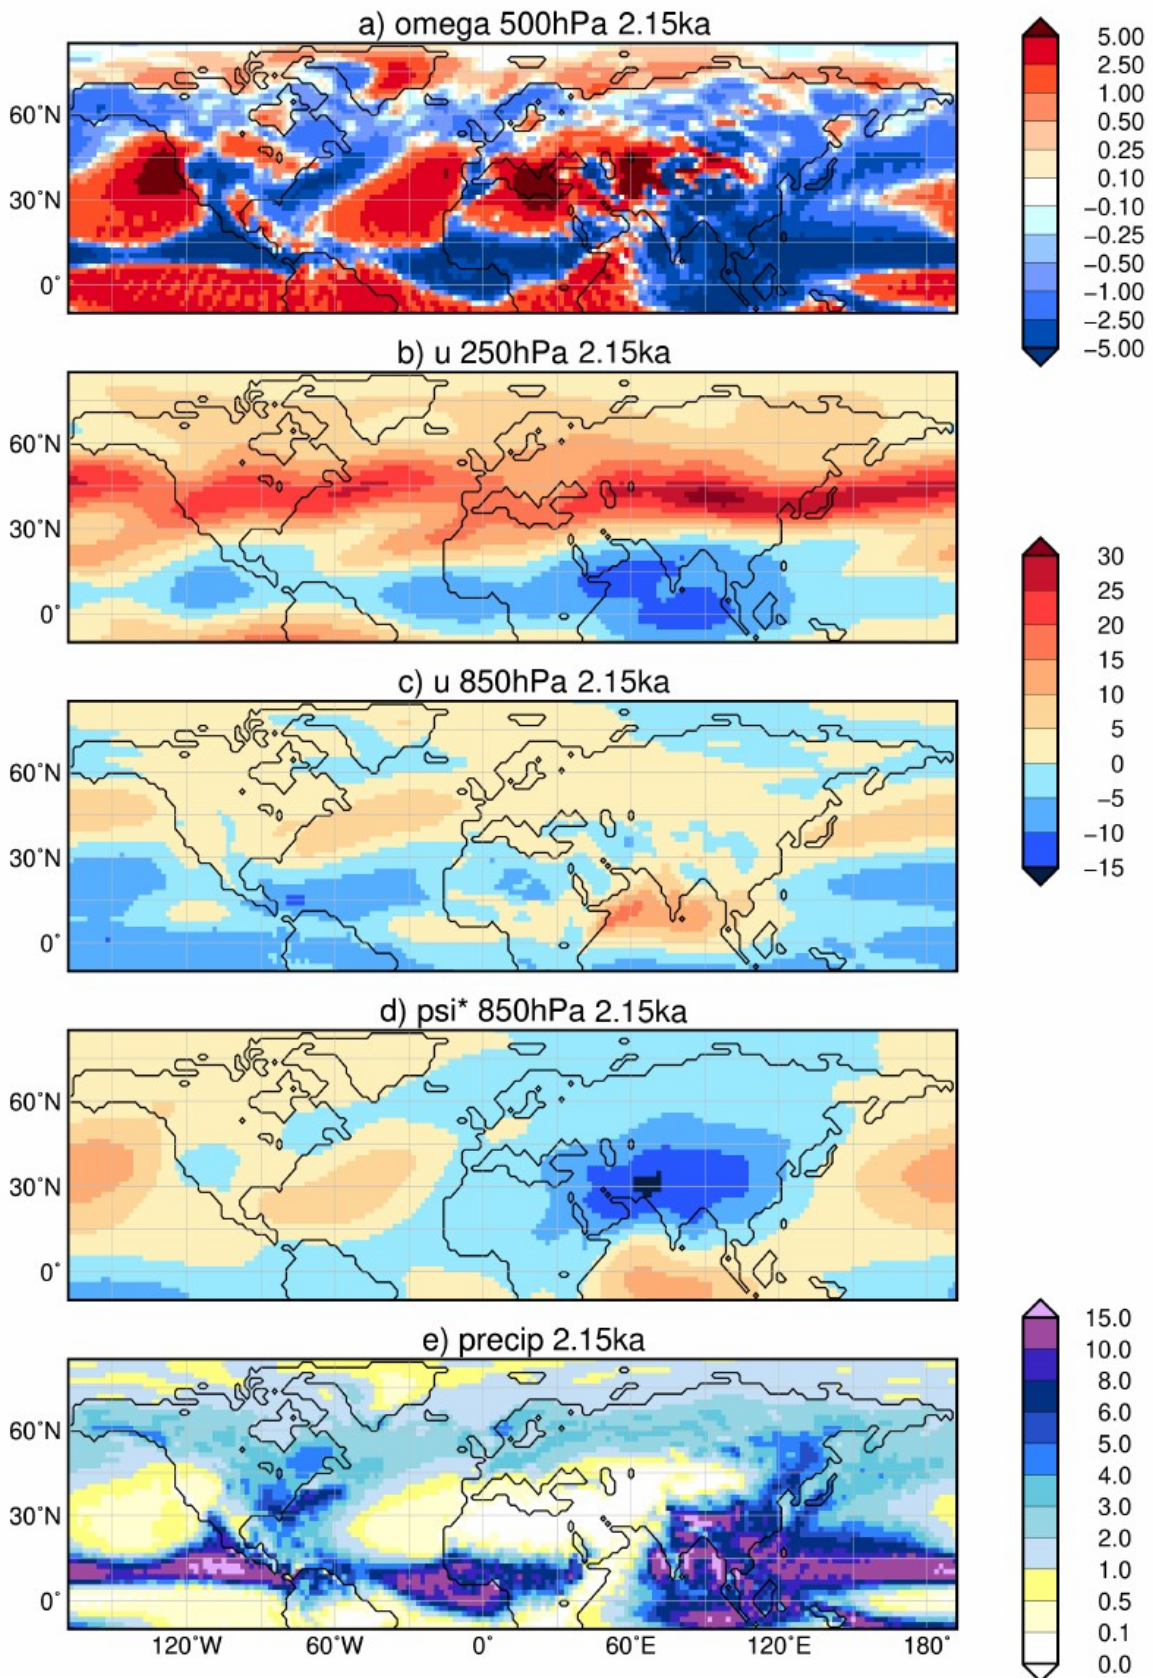 a) omega 500hPa 2.15ka
60°N
30°N
0°
5.00
2.50
1.00
0.50
0.25
0.10
−0.10
−0.25
−0.50
−1.00
−2.50
−5.00
b) u 250hPa 2.15ka
60°N
30°N
0°
c) u 850hPa 2.15ka
60°N
30°N
0°
30
25
20
15
10
5
0
−5
−10
−15
d) psi* 850hPa 2.15ka
60°N
30°N
0°
e) precip 2.15ka
60°N
30°N
0°
120°W 60°W 0° 60°E 120°E 180°
15.0
10.0
8.0
6.0
5.0
4.0
3.0
2.0
1.0
0.5
0.1
0.0